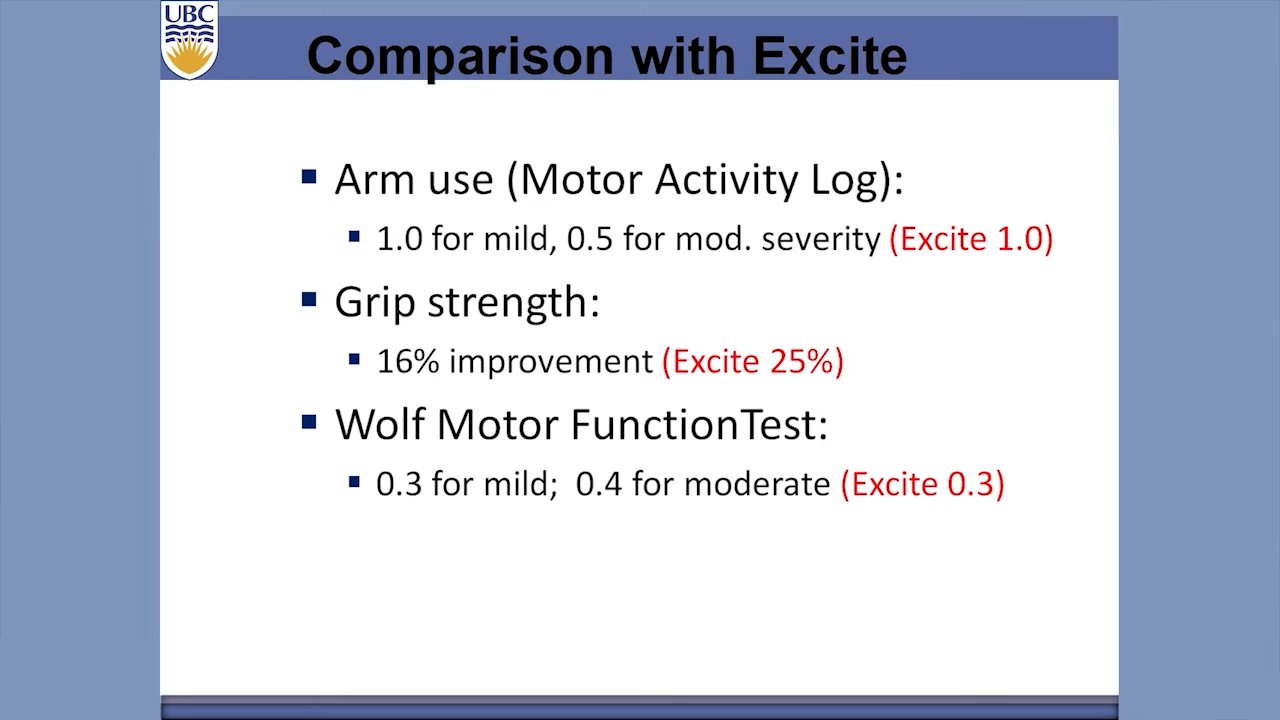 UBC
Comparison with Excite
Arm use (Motor Activity Log):
1.0 for mild, 0.5 for mod. severity (Excite 1.0)
Grip strength:
16% improvement (Excite 25%)
Wolf Motor FunctionTest:
0.3 for mild;  0.4 for moderate (Excite 0.3)